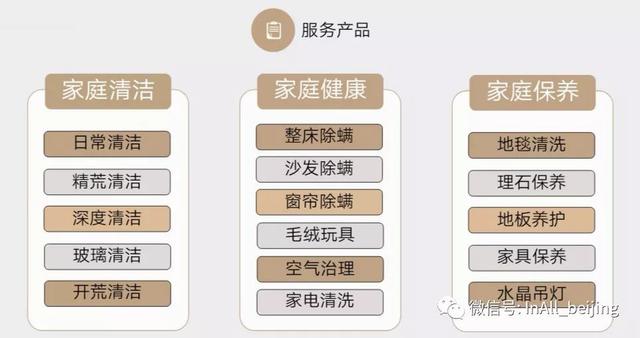 服务产品
家庭清洁
日常清洁
精荒清洁
深度清洁
玻璃清洁
开荒清洁
家庭健康
整床除螨
沙发除螨
窗帘除螨
毛绒玩具
空气治理
家电清洗
家庭保养
地毯清洗
理石保养
地板养护
家具保养
水晶吊灯
微信号: InAll_beijing